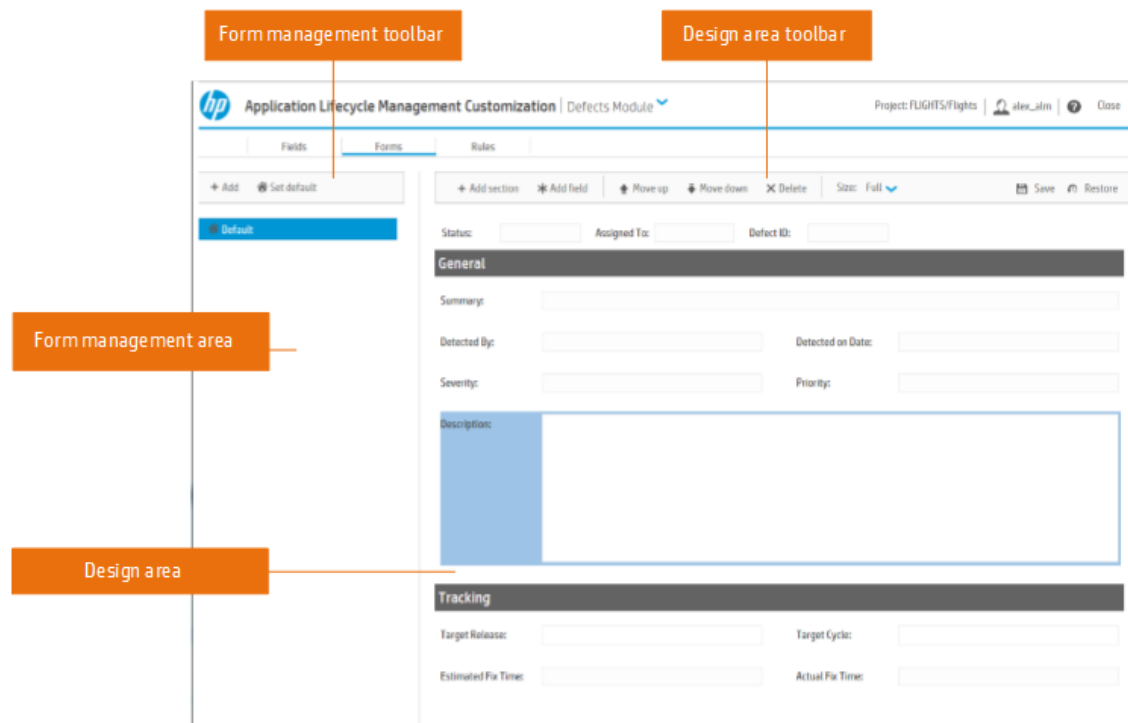 Form management toolbar
Design area toolbar
hp
Application Lifecycle Management Customization | Defects Module
Project: FLIGHTS/Flights | alex_alm | ? Close
Fields Forms Rules
+ Add Set default
+ Add section Add field Move up Move down Delete Size: Full Save Restore
Default
Status: Assigned To: Defect ID:
General
Summary:
Form management area
Detected By: Detected on Date:
Severity: Priority:
Description:
Design area
Tracking
Target Release: Target Cycle:
Estimated Fix Time: Actual Fix Time: